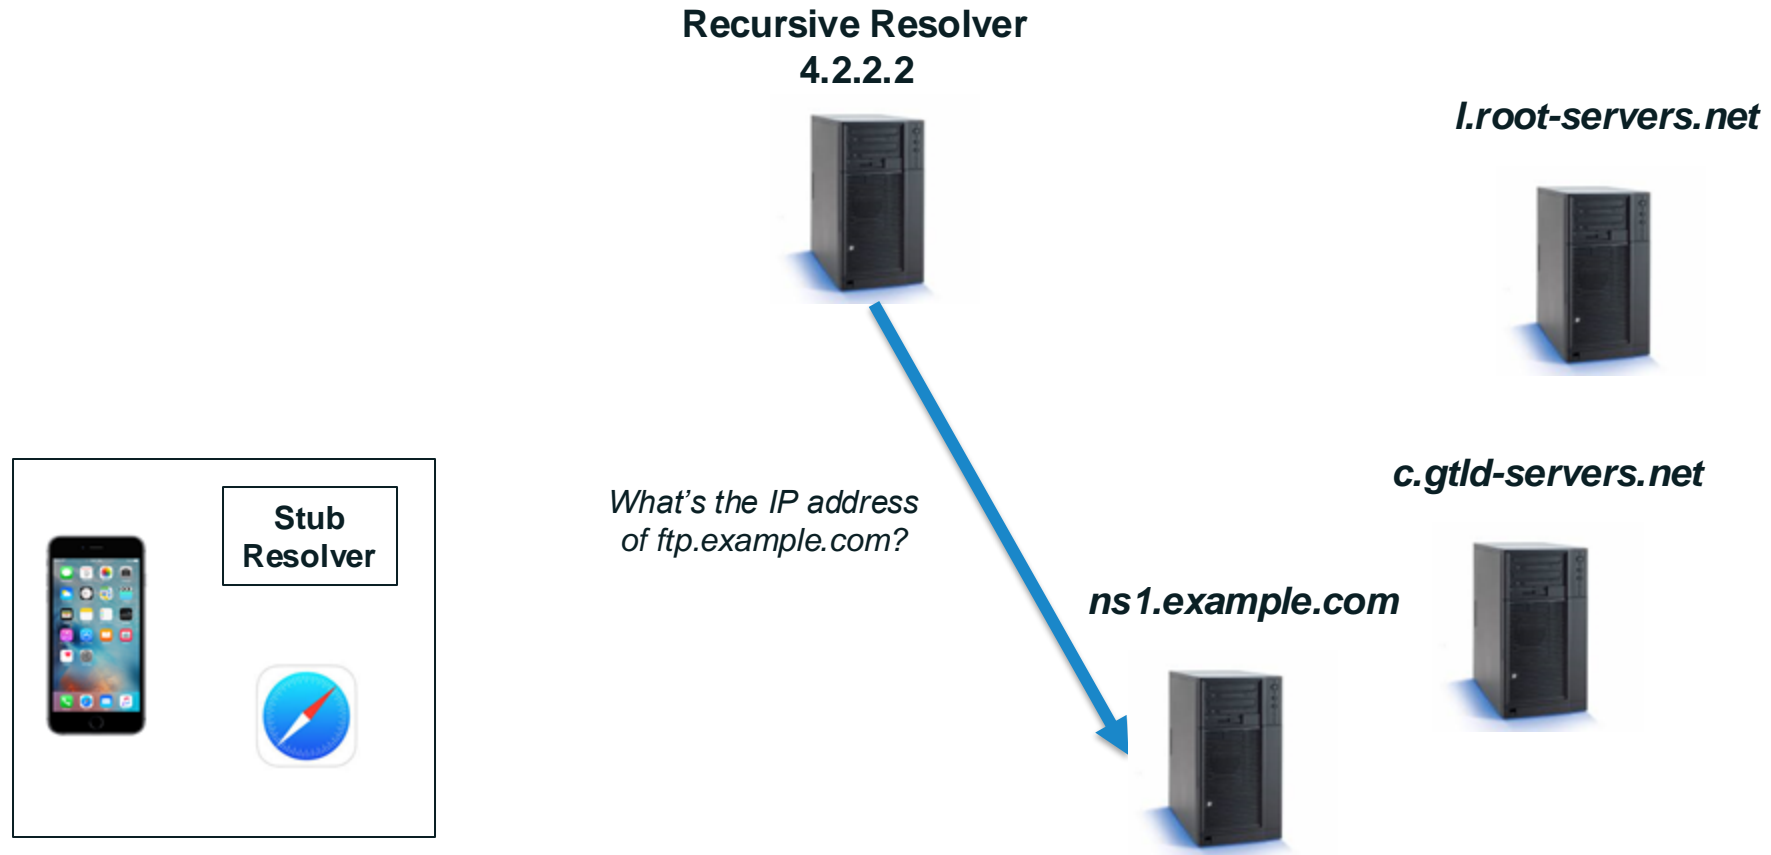 Recursive Resolver
4.2.2.2
l.root-servers.net
c.gtld-servers.net
Stub
Resolver
What’s the IP address
of ftp.example.com?
ns1.example.com